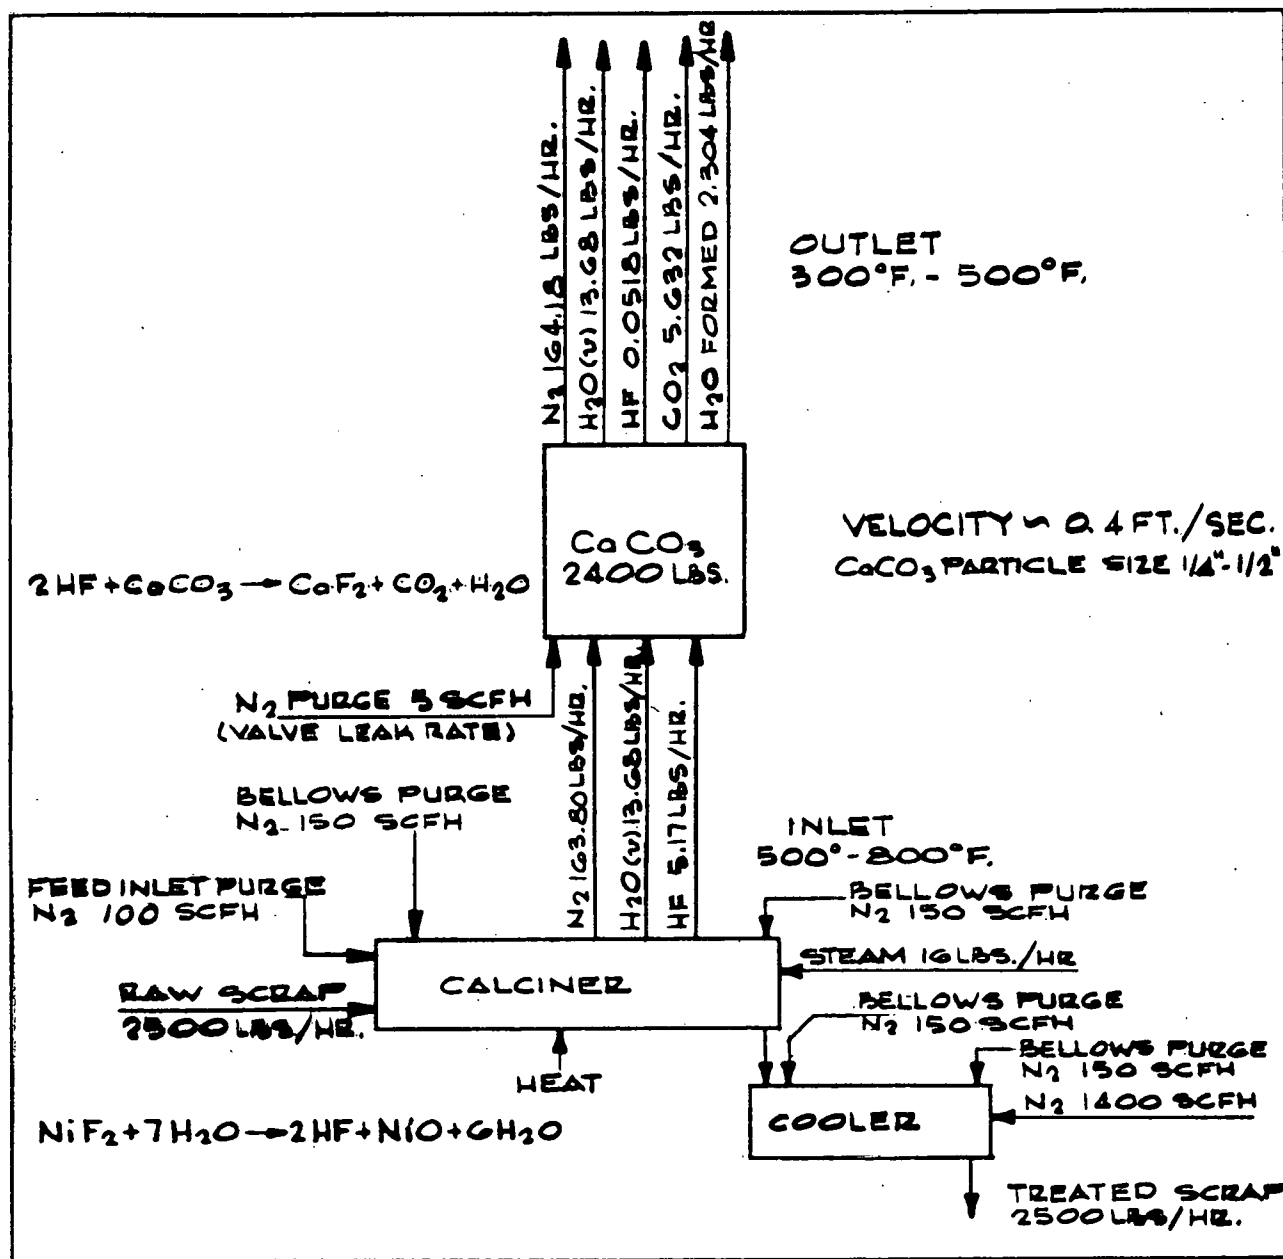 N2 164.18 LBS/HR.
H2O(v) 13.68 LBS/HR.
HF 0.0518 LBS/HR.
CO2 5.632 LBS/HR.
H2O FORMED 2.304 LBS/HR
OUTLET
300°F. - 500°F.
CaCO3
2400 LBS.
VELOCITY ~ 0.4 FT./SEC.
CaCO3 PARTICLE SIZE 1/4"-1/2"
2HF + CaCO3 → CaF2 + CO2 + H2O
N2 PURGE 5 SCFH
(VALVE LEAK RATE)
N2 163.80 LBS/HR.
H2O(v) 13.68 LBS/HR.
HF 5.17 LBS/HR.
BELLOWS PURGE
N2 - 150 SCFH
INLET
500° - 800°F.
FEED INLET PURGE
N2 100 SCFH
BELLOWS PURGE
N2 150 SCFH
CALCINER
STEAM 16 LBS./HR
RAW SCRAP
2500 LBS/HR.
BELLOWS PURGE
N2 150 SCFH
BELLOWS PURGE
N2 150 SCFH
HEAT
COOLER
N2 1400 SCFH
NiF2 + 7H2O → 2HF + NiO + 6H2O
TREATED SCRAP
2500 LBS/HR.